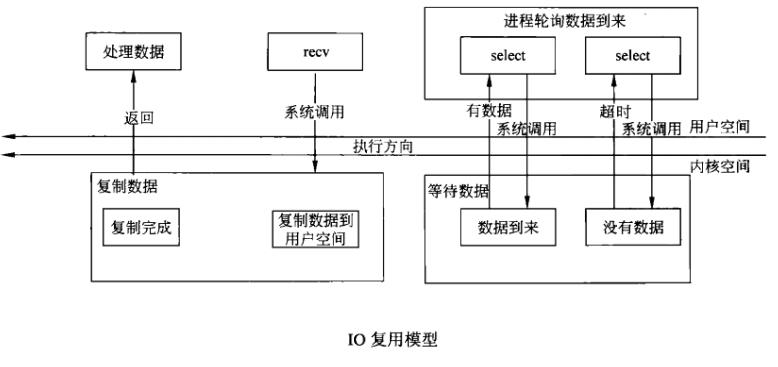 进程轮询数据到来
处理数据
recv
select
select
返回
系统调用
有数据
系统调用
超时
系统调用
用户空间
执行方向
内核空间
复制数据
等待数据
复制完成
复制数据到
用户空间
数据到来
没有数据
IO 复用模型